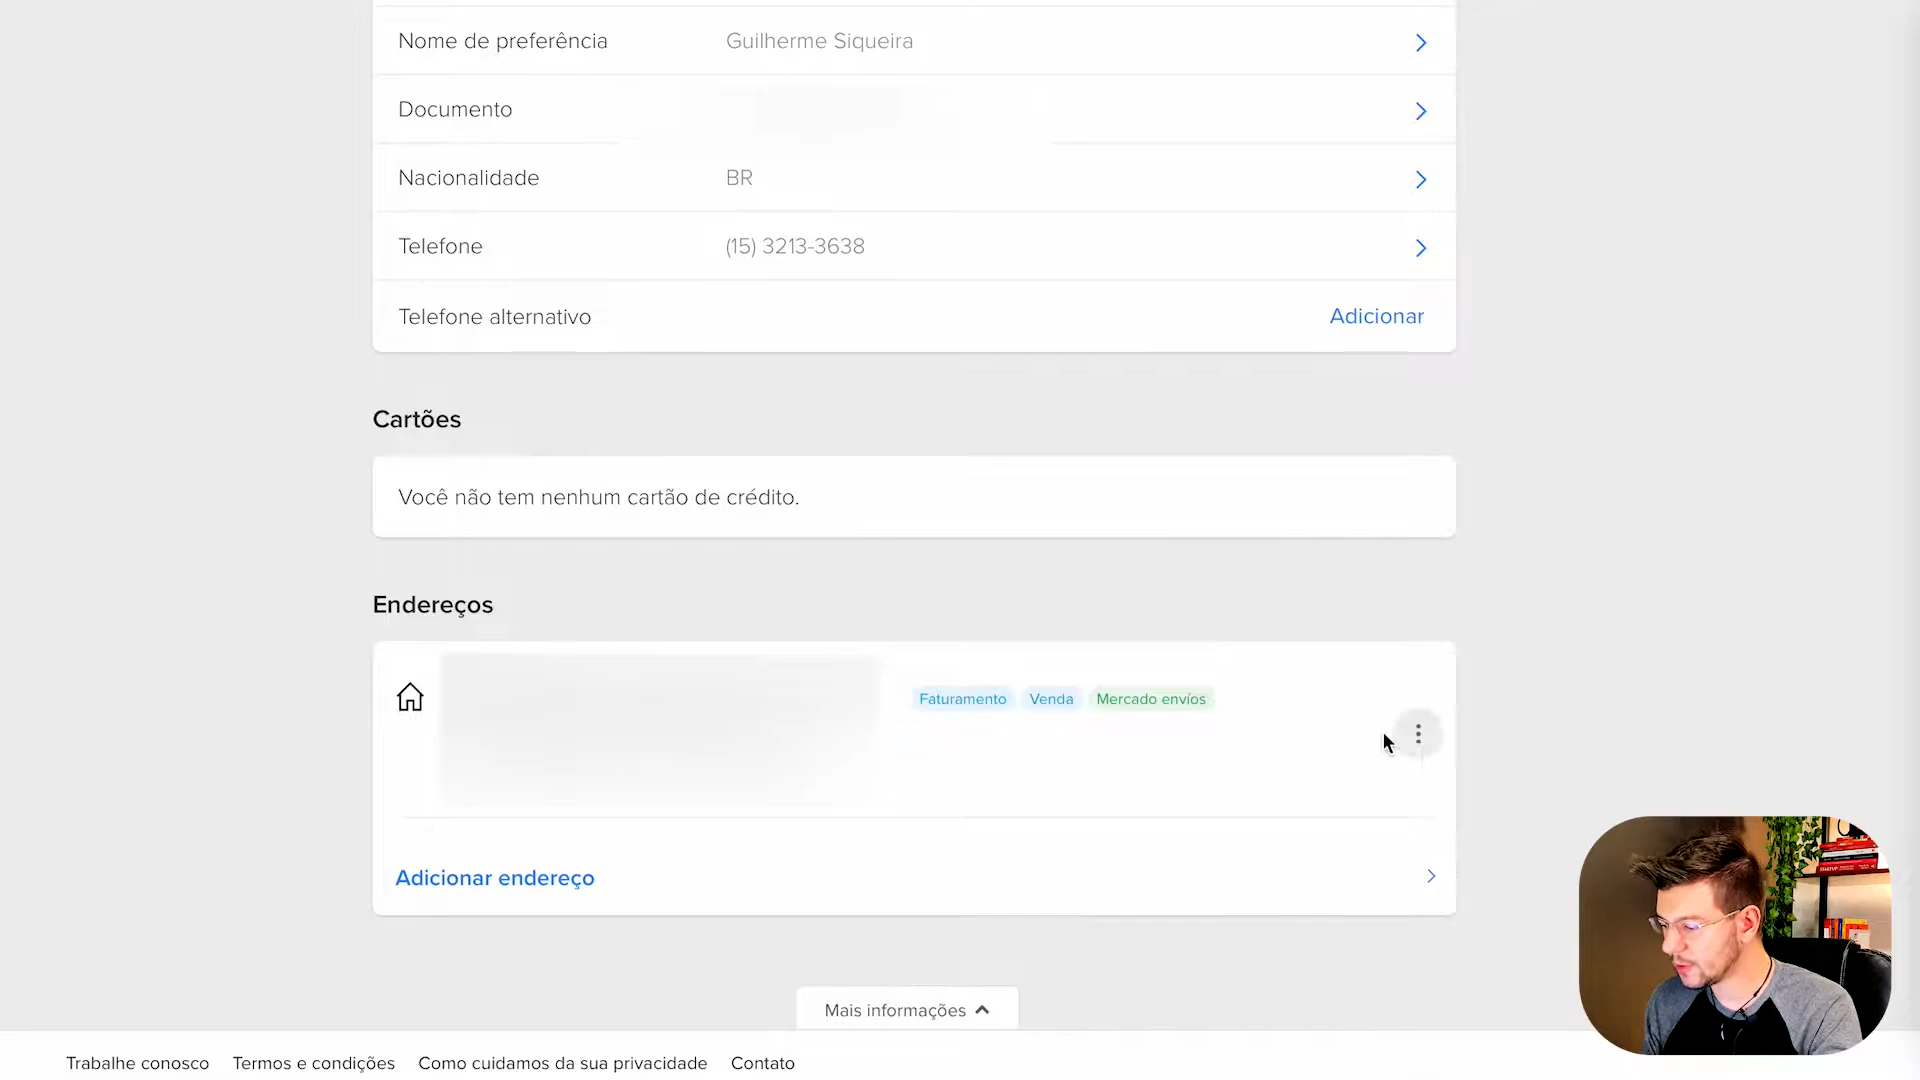 Nome de preferência Guilherme Siqueira
Documento
Nacionalidade BR
Telefone (15) 3213-3638
Telefone alternativo Adicionar
Cartões
Você não tem nenhum cartão de crédito.
Endereços
Faturamento Venda Mercado envíos
Adicionar endereço
Mais informações
Trabalhe conosco Termos e condições Como cuidamos da sua privacidade Contato
STARTUP